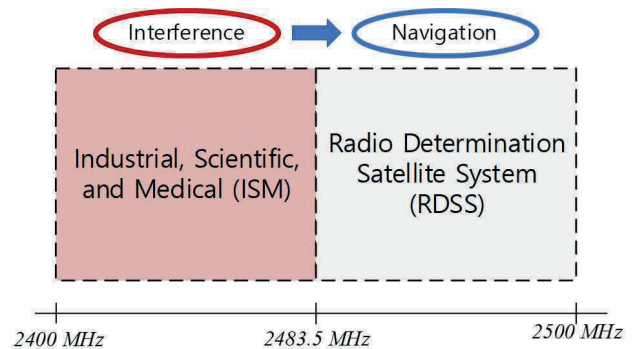 Interference
Navigation
Industrial, Scientific,
and Medical (ISM)
Radio Determination
Satellite System
(RDSS)
2400 MHz
2483.5 MHz
2500 MHz